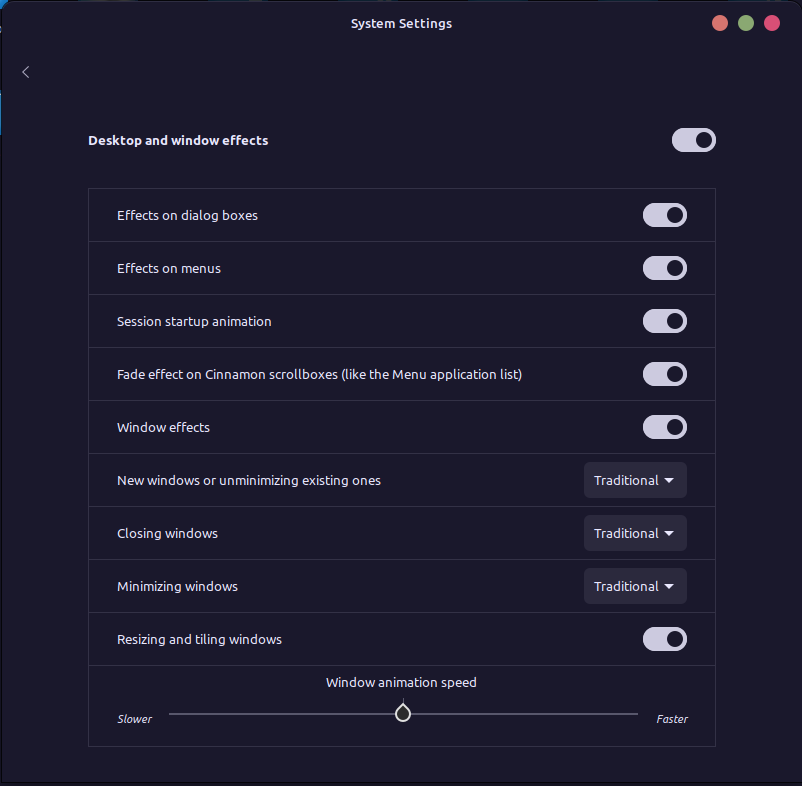 System Settings
Desktop and window effects
Effects on dialog boxes
Effects on menus
Session startup animation
Fade effect on Cinnamon scrollboxes (like the Menu application list)
Window effects
New windows or unminimizing existing ones Traditional
Closing windows Traditional
Minimizing windows Traditional
Resizing and tiling windows
Window animation speed
Slower Faster